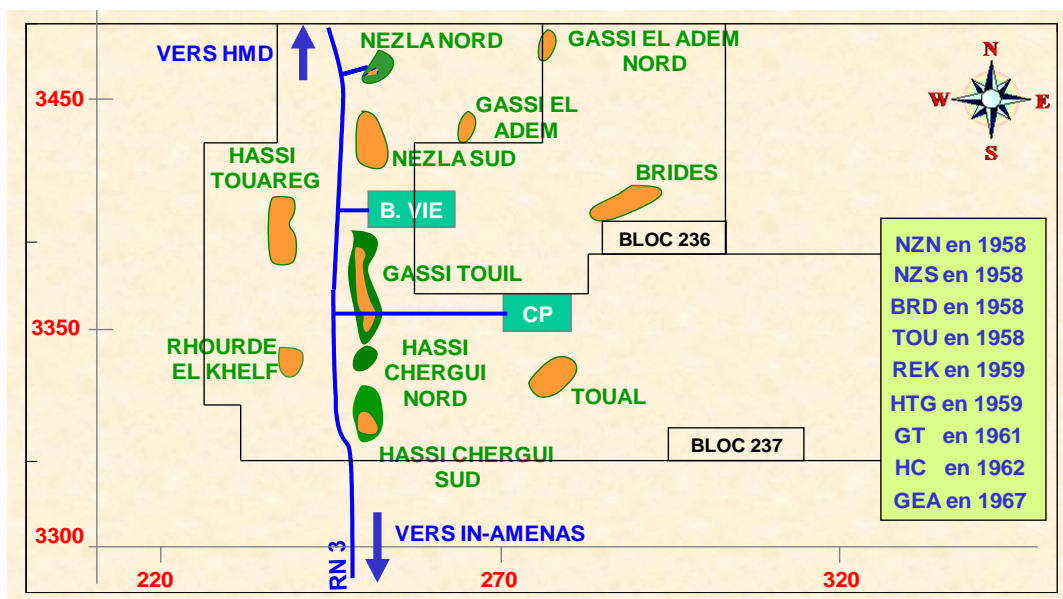 VERS HMD
NEZLA NORD
GASSI EL ADEM
NORD
N
W
E
S
3450
GASSI EL
ADEM
NEZLA SUD
HASSI
TOUAREG
BRIDES
B. VIE
BLOC 236
GASSI TOUIL
CP
3350
RHOURDE
EL KHELF
HASSI
CHERGUI
NORD
TOUAL
HASSI CHERGUI
SUD
BLOC 237
NZN en 1958
NZS en 1958
BRD en 1958
TOU en 1958
REK en 1959
HTG en 1959
GT en 1961
HC en 1962
GEA en 1967
3300
VERS IN-AMENAS
RN 3
220
270
320